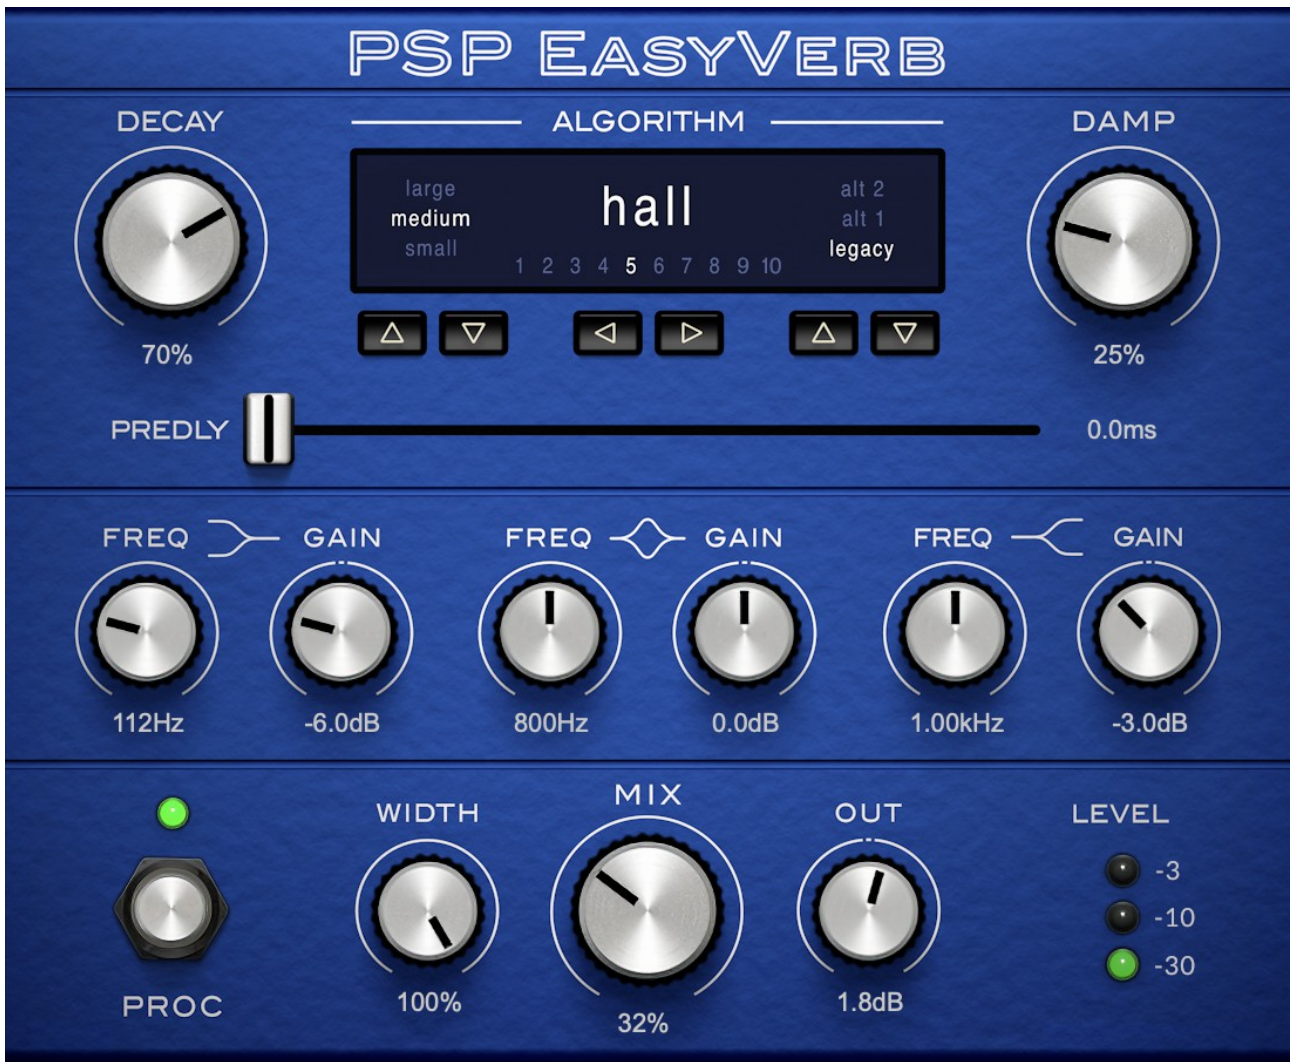 PSP EASYVERB
DECAY
ALGORITHM
DAMP
large
medium
small
hall
1 2 3 4 5 6 7 8 9 10
alt 2
alt 1
legacy
70%
25%
PREDLY
0.0ms
FREQ GAIN
FREQ GAIN
FREQ GAIN
112Hz -6.0dB
800Hz 0.0dB
1.00kHz -3.0dB
PROC
WIDTH
100%
MIX
32%
OUT
1.8dB
LEVEL
-3
-10
-30